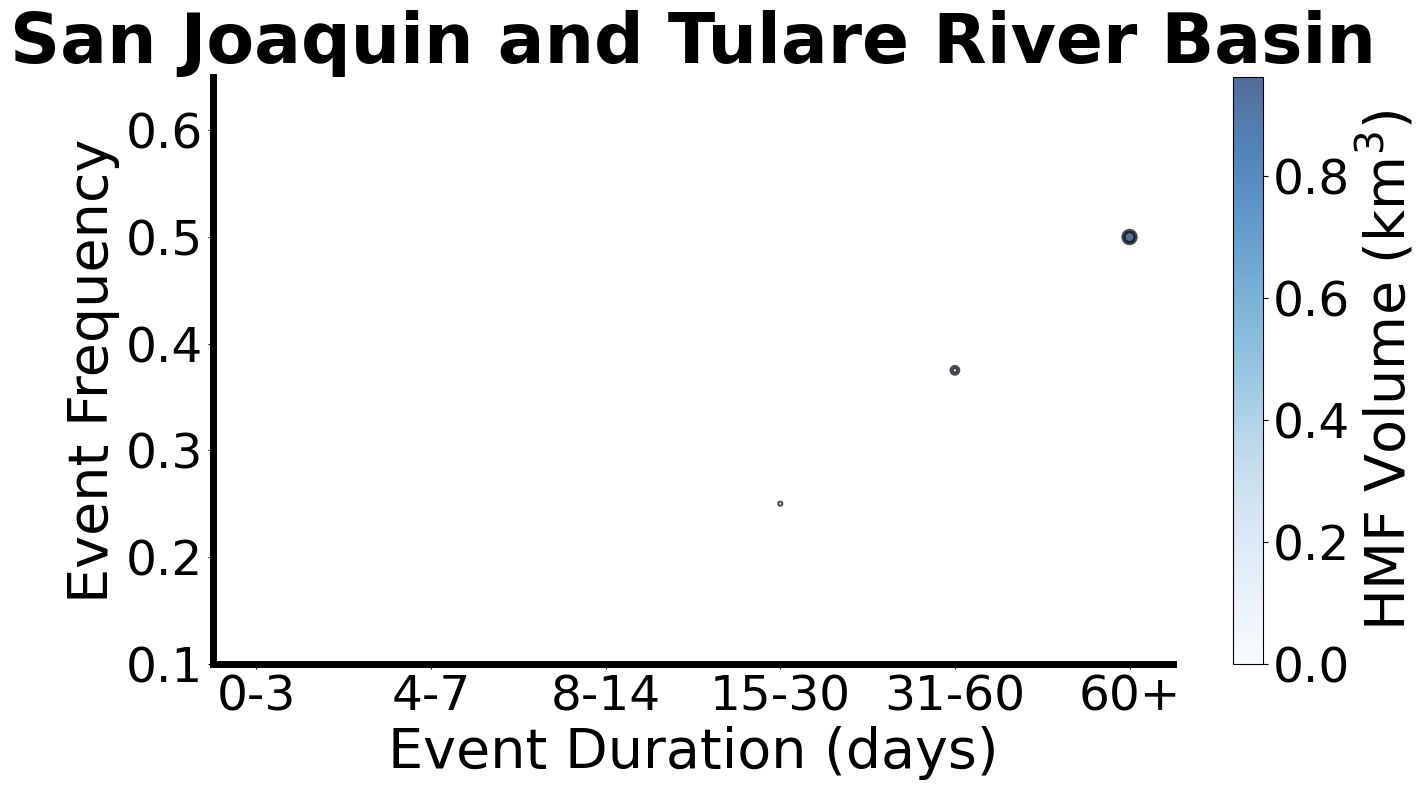 San Joaquin and Tulare River Basin
Event Frequency
0.6
0.5
0.4
0.3
0.2
0.1
0-3 4-7 8-14 15-30 31-60 60+
Event Duration (days)
0.8
0.6
0.4
0.2
0.0
HMF Volume (km³)